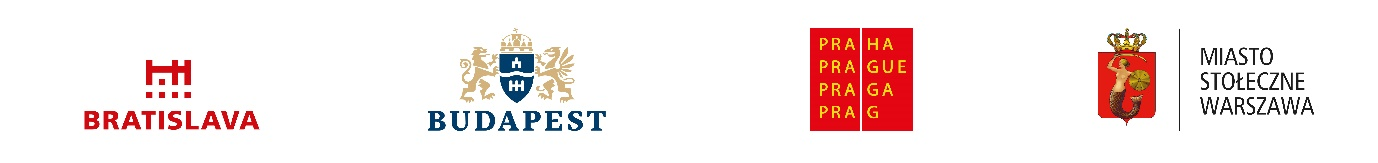 BRATISLAVA
BUDAPEST
PRA HA
PRA GUE
PRA GA
PRA G
MIASTO
STOŁECZNE
WARSZAWA